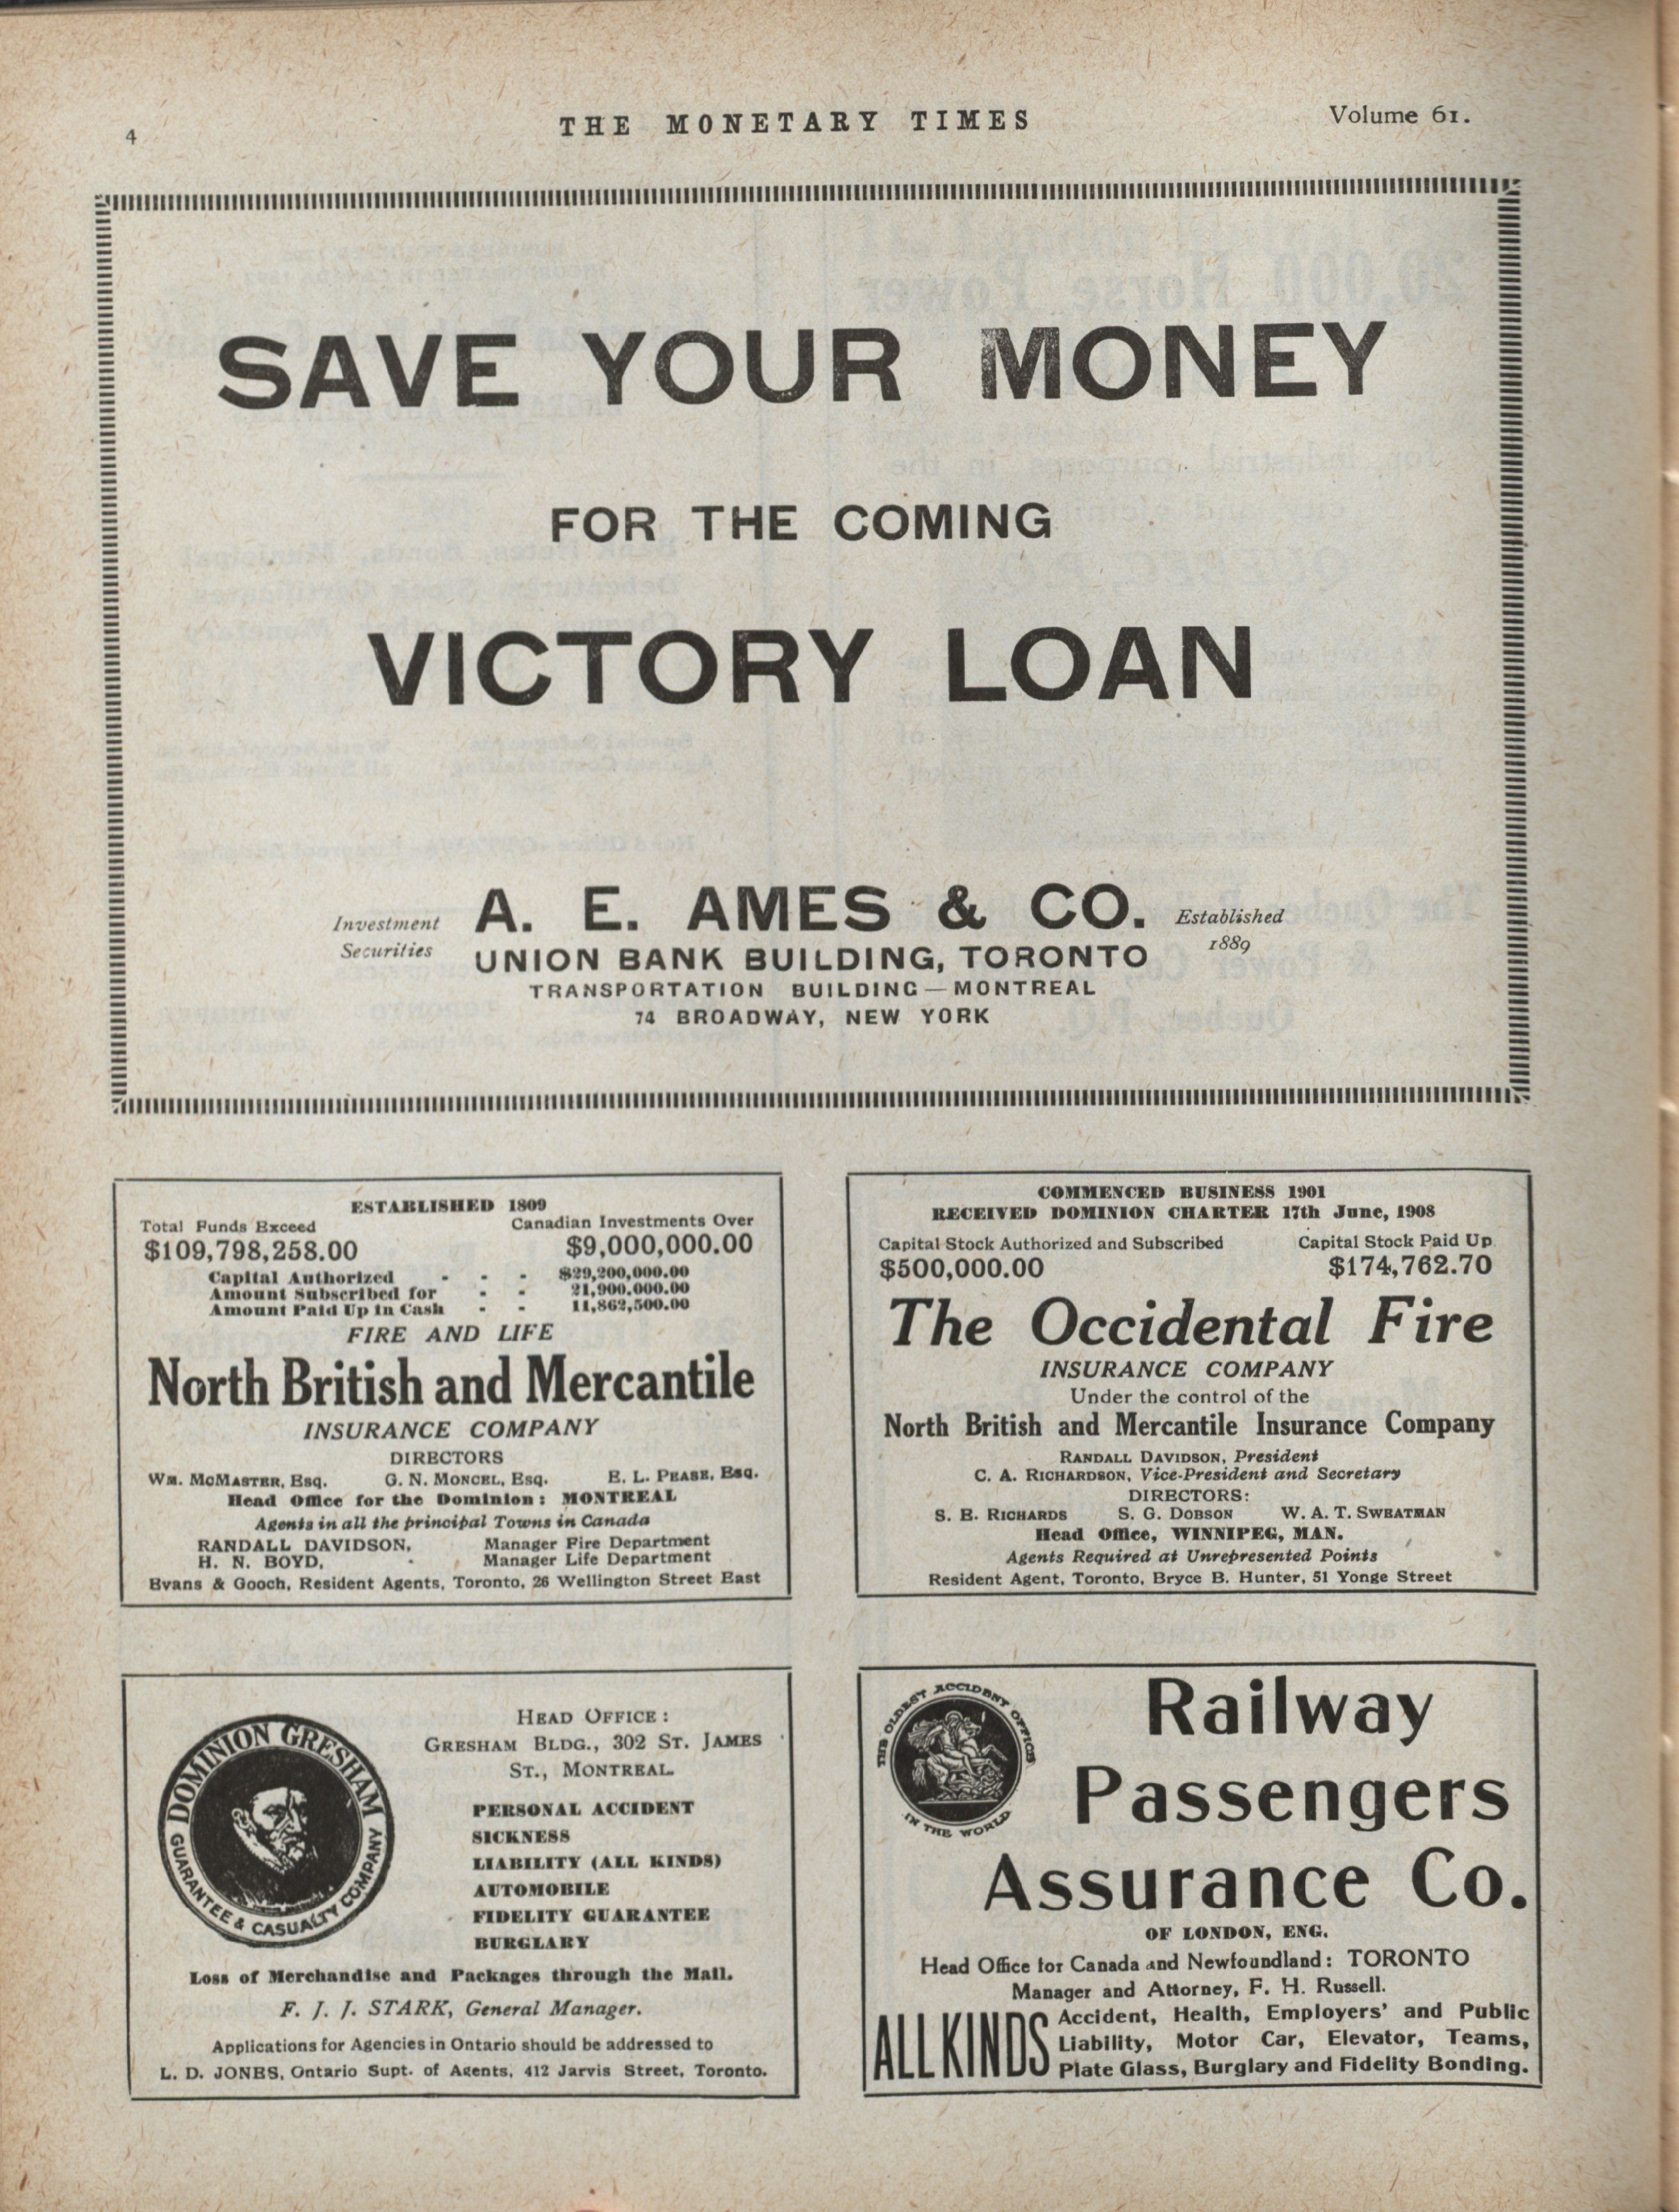 4
THE MONETARY TIMES
Volume 61.
SAVE YOUR MONEY
FOR THE COMING
VICTORY LOAN
Investment
Securities
A. E. AMES & CO.
Established
1889
UNION BANK BUILDING, TORONTO
TRANSPORTATION BUILDING — MONTREAL
74 BROADWAY, NEW YORK
ESTABLISHED 1809
Total Funds Exceed
Canadian Investments Over
$109,798,258.00
$9,000,000.00
Capital Authorized - - - $29,200,000.00
Amount Subscribed for - - 21,900,000.00
Amount Paid Up in Cash - - 11,862,500.00
FIRE AND LIFE
North British and Mercantile
INSURANCE COMPANY
DIRECTORS
WM. MCMASTER, Esq. G. N. MONCEL, Esq. E. L. PEASE, Esq.
Head Office for the Dominion: MONTREAL
Agents in all the principal Towns in Canada
RANDALL DAVIDSON, Manager Fire Department
H. N. BOYD, - Manager Life Department
Evans & Gooch, Resident Agents, Toronto, 26 Wellington Street East
COMMENCED BUSINESS 1901
RECEIVED DOMINION CHARTER 17th June, 1908
Capital Stock Authorized and Subscribed
Capital Stock Paid Up
$500,000.00
$174,762.70
The Occidental Fire
INSURANCE COMPANY
Under the control of the
North British and Mercantile Insurance Company
RANDALL DAVIDSON, President
C. A. RICHARDSON, Vice-President and Secretary
DIRECTORS:
S. E. RICHARDS S. G. DOBSON W. A. T. SWEATMAN
Head Office, WINNIPEG, MAN.
Agents Required at Unrepresented Points
Resident Agent, Toronto, Bryce B. Hunter, 51 Yonge Street
DOMINION GRESHAM
GUARANTEE & CASUALTY COMPANY
HEAD OFFICE:
GRESHAM BLDG., 302 ST. JAMES
ST., MONTREAL
PERSONAL ACCIDENT
SICKNESS
LIABILITY (ALL KINDS)
AUTOMOBILE
FIDELITY GUARANTEE
BURGLARY
Loss of Merchandise and Packages through the Mail.
F. J. J. STARK, General Manager.
Applications for Agencies in Ontario should be addressed to
L. D. JONES, Ontario Supt. of Agents, 412 Jarvis Street, Toronto.
THE OLDEST ACCIDENT OFFICE
IN THE WORLD
Railway
Passengers
Assurance Co.
OF LONDON, ENG.
Head Office for Canada and Newfoundland: TORONTO
Manager and Attorney, F. H. Russell.
ALL KINDS
Accident, Health, Employers' and Public
Liability, Motor Car, Elevator, Teams,
Plate Glass, Burglary and Fidelity Bonding.